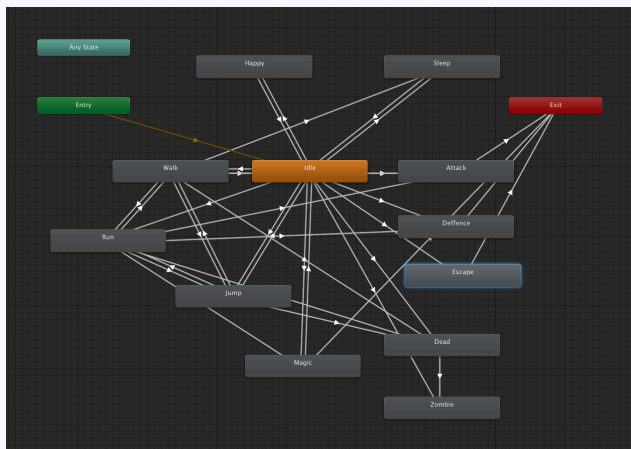 Any State
Happy
Sleep
Entry
Exit
Walk
Idle
Attack
Deffence
Run
Escape
Jump
Dead
Magic
Zombie